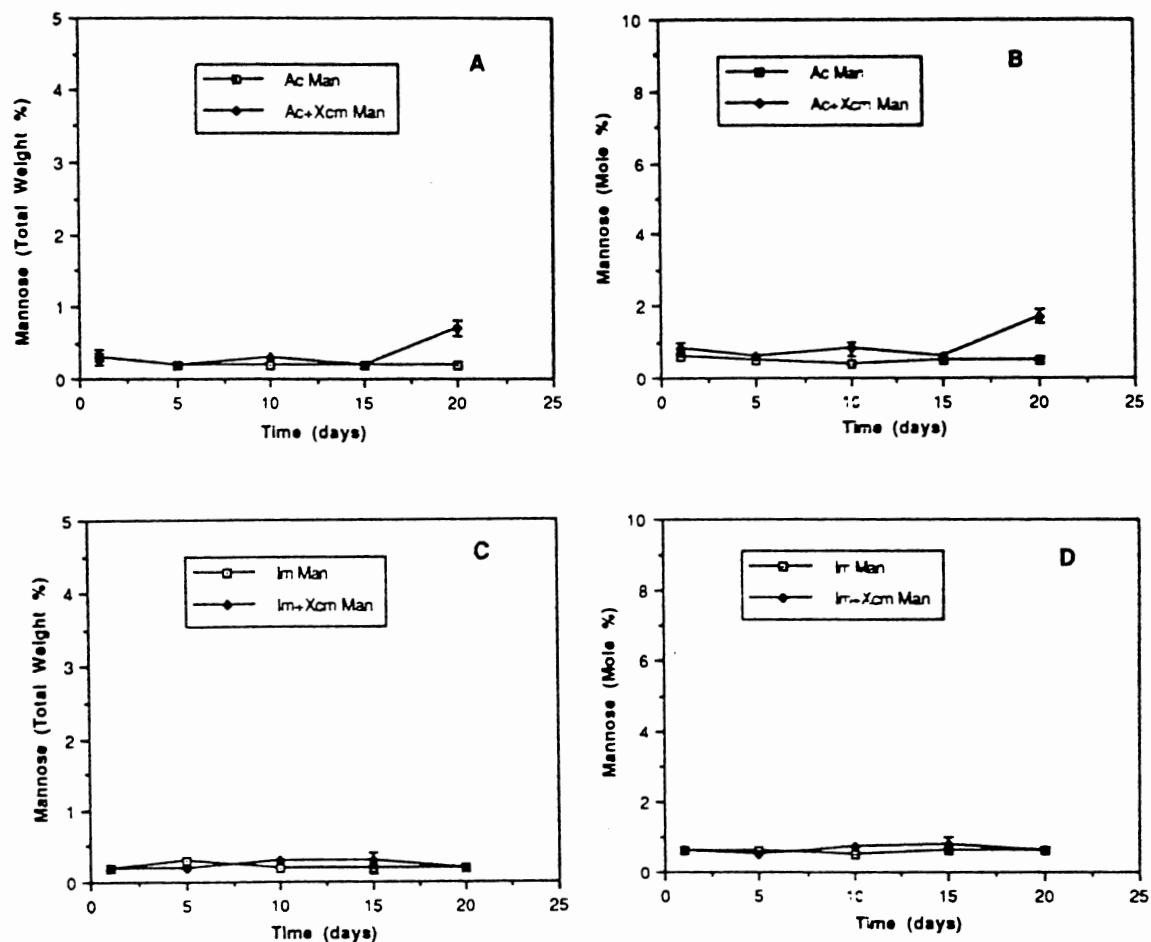 A
Ac Man
Ac+Xcm Man
Mannose (Total Weight %)
5
4
3
2
1
0
0 5 10 15 20 25
Time (days)
B
Ac Man
Ac+Xcm Man
Mannose (Mole %)
10
8
6
4
2
0
0 5 10 15 20 25
Time (days)
C
Im Man
Im+Xcm Man
Mannose (Total Weight %)
5
4
3
2
1
0
0 5 10 15 20 25
Time (days)
D
Im Man
Im+Xcm Man
Mannose (Mole %)
10
8
6
4
2
0
0 5 10 15 20 25
Time (days)